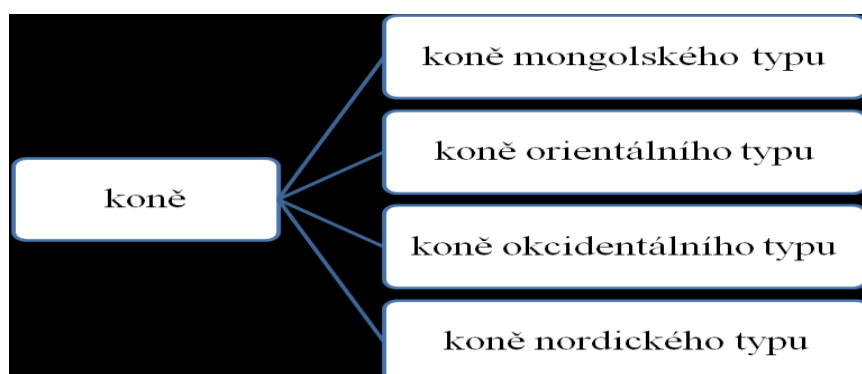 koně
koně mongolského typu
koně orientálního typu
koně okcidentálního typu
koně nordického typu